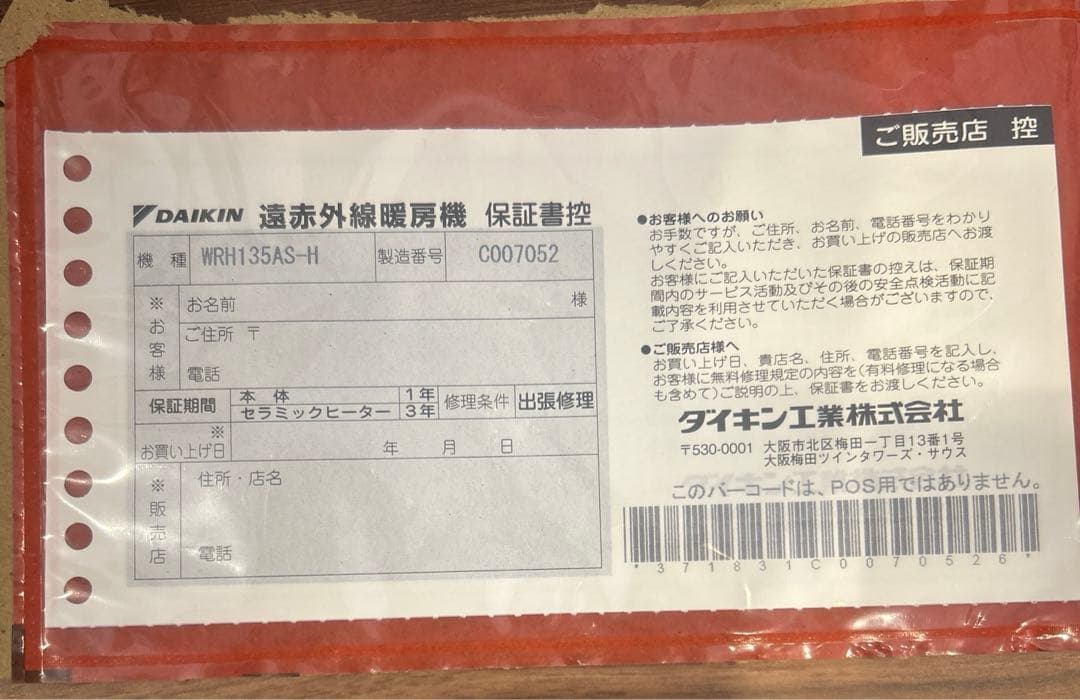 ご販売店 控
DAIKIN 遠赤外線暖房機 保証書控
機種 WRH135AS-H 製造番号 C007052
※お客様
お名前 様
ご住所 〒
電話
保証期間 本体 1年 修理条件 出張修理
セラミックヒーター 3年
※
お買い上げ日 年 月 日
※販売店
住所・店名
電話
●お客様へのお願い
お手数ですが、ご住所、お名前、電話番号をわかり
やすくご記入いただき、お買い上げの販売店へお渡
しください。
お客様にご記入いただいた保証書の控えは、保証期
間内のサービス活動及びその後の安全点検活動に記
載内容を利用させていただく場合がございますので、
ご了承ください。
●ご販売店様へ
お買い上げ日、貴店名、住所、電話番号を記入し、
お客様に無料修理規定の内容を(有料修理になる場合
も含めて)ご説明の上、保証書をお渡しください。
ダイキン工業株式会社
〒530-0001 大阪市北区梅田一丁目13番1号
大阪梅田ツインタワーズ・サウス
このバーコードは、POS用ではありません。
*371831C0070526*